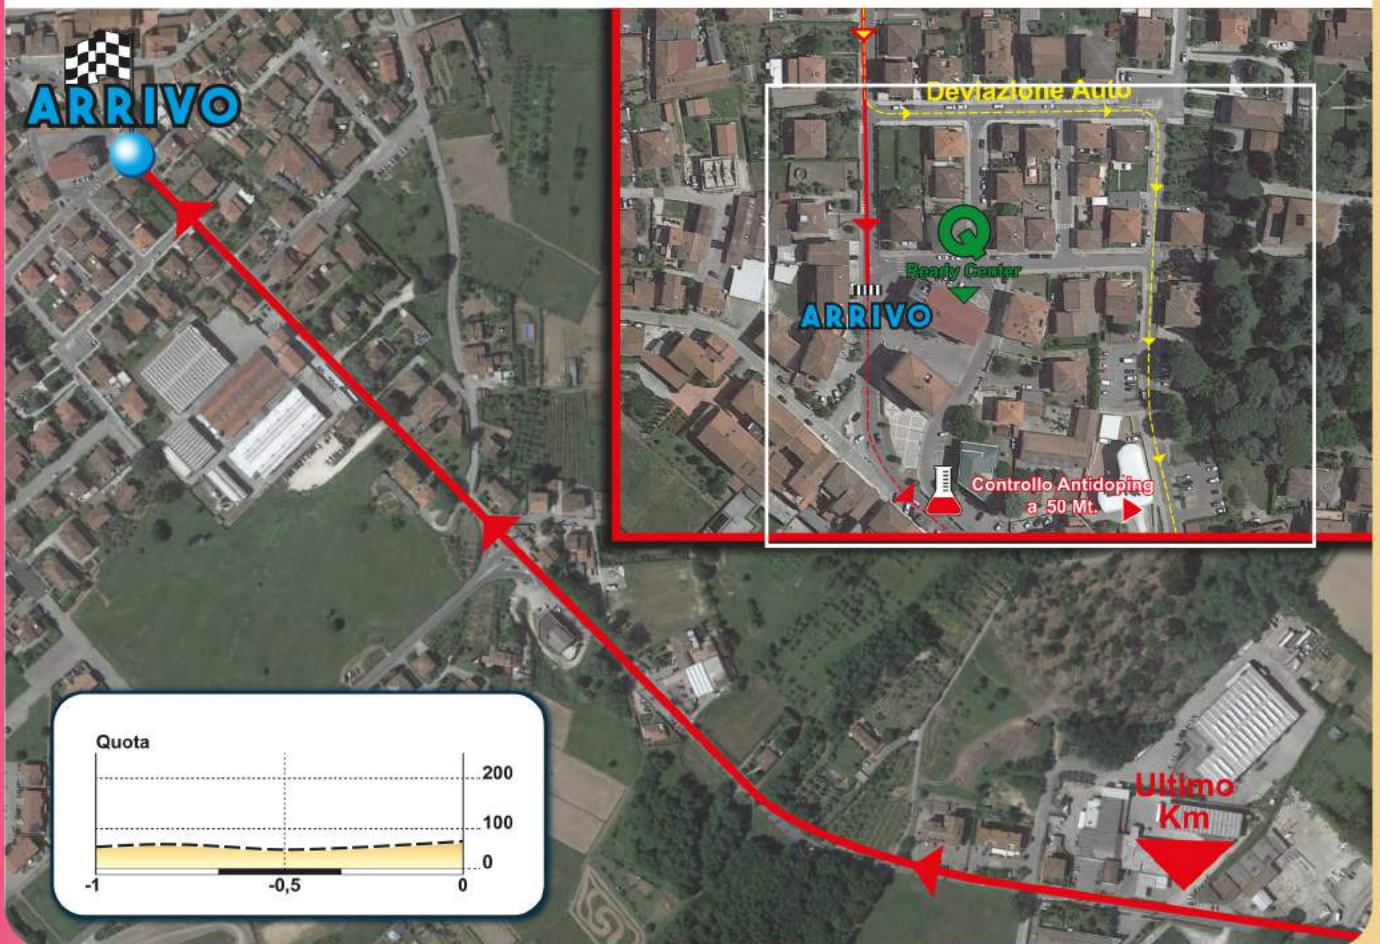 ARRIVO
Deviazione Auto
Q
Ready Center
ARRIVO
Controllo Antidoping
a 50 Mt.
Ultimo
Km
Quota
200
100
0
-1 -0,5 0